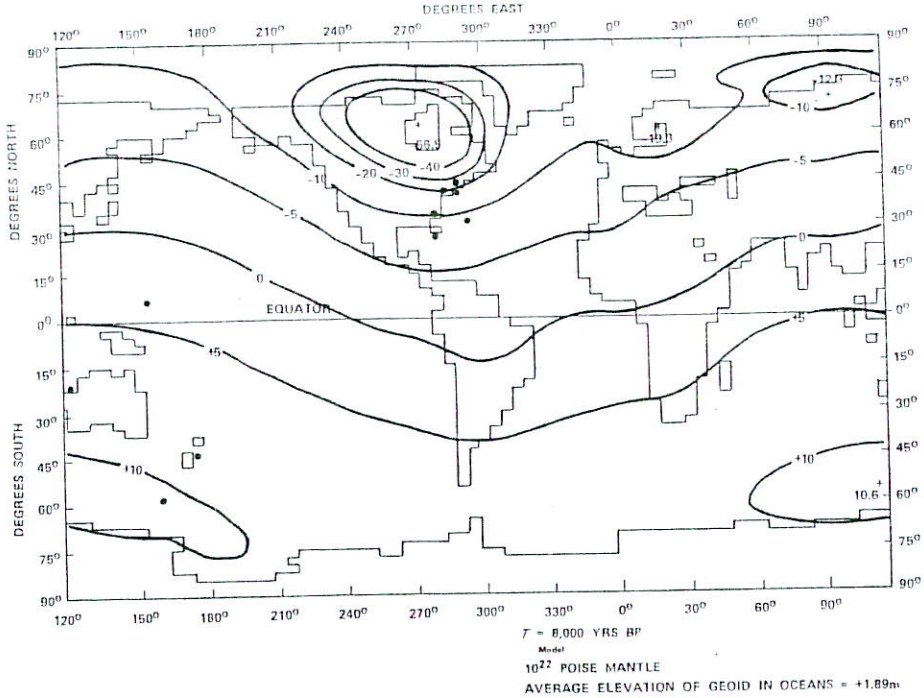 DEGREES EAST
120° 150° 180° 210° 240° 270° 300° 0° 30° 60° 90°
90° 90°
75° 75°
60° 60°
45° 45°
30° 30°
15° 15°
0° 0°
15° 15°
30° 30°
45° 45°
60° 60°
75° 75°
90° 90°
DEGREES NORTH
DEGREES SOUTH
-12.8
-10
-40
-30
-20
-10
-5
-5
0
0
EQUATOR
+5
+5
+10
+10
10.6
120° 150° 180° 210° 240° 270° 300° 0° 30° 60° 90°
T = 8,000 YRS BP
Model
10²² POISE MANTLE
AVERAGE ELEVATION OF GEOID IN OCEANS = +1.89m